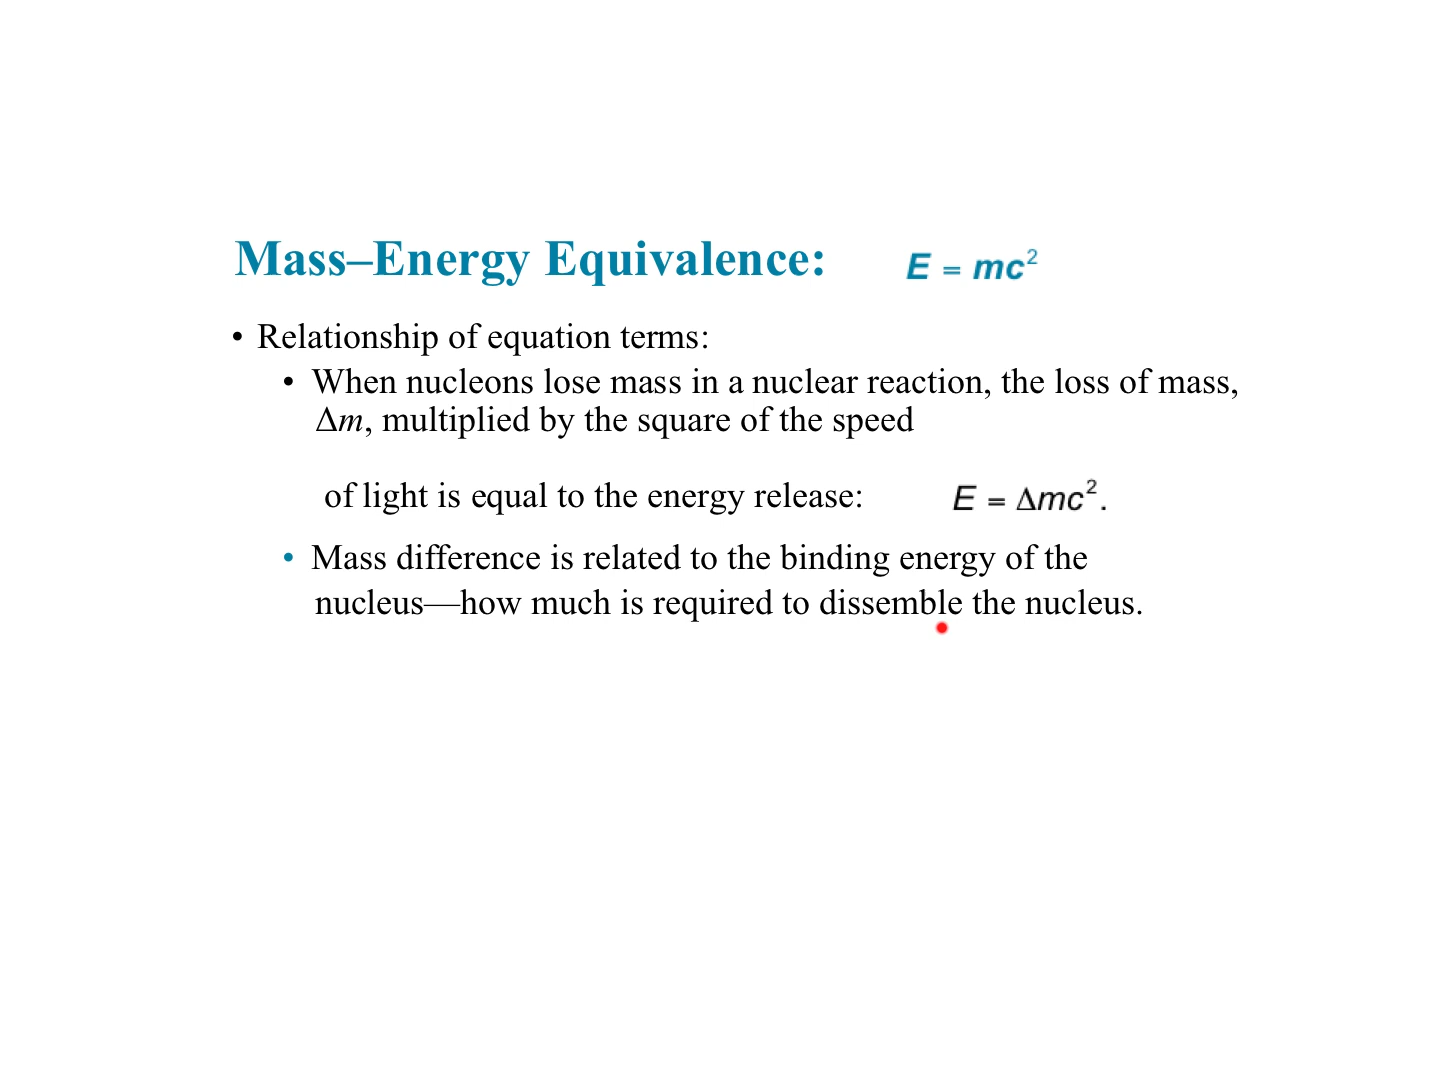 Mass–Energy Equivalence: E = mc²
• Relationship of equation terms:
• When nucleons lose mass in a nuclear reaction, the loss of mass,
Δm, multiplied by the square of the speed
of light is equal to the energy release: E = Δmc².
• Mass difference is related to the binding energy of the
nucleus—how much is required to dissemble the nucleus.